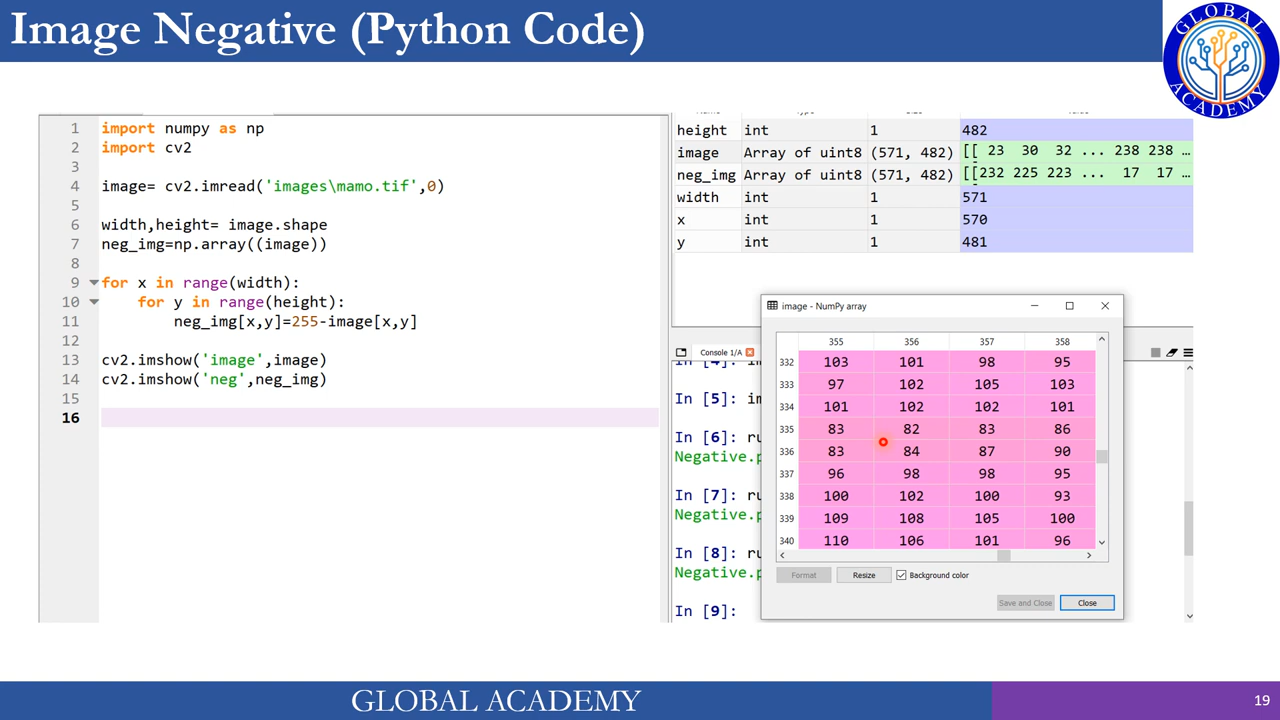 Image Negative (Python Code)
GLOBAL ACADEMY
1 import numpy as np
2 import cv2
3
4 image= cv2.imread('images\mamo.tif',0)
5
6 width,height= image.shape
7 neg_img=np.array((image))
8
9 for x in range(width):
10 for y in range(height):
11 neg_img[x,y]=255-image[x,y]
12
13 cv2.imshow('image',image)
14 cv2.imshow('neg',neg_img)
15
16
height int 1 482
image Array of uint8 (571, 482) [[ 23 30 32 ... 238 238 …
neg_img Array of uint8 (571, 482) [[232 225 223 ... 17 17 …
width int 1 571
x int 1 570
y int 1 481
Console 1/A
In [5]: im
In [6]: ru
Negative.p
In [7]: ru
Negative.p
In [8]: ru
Negative.p
In [9]:
image - NumPy array
355 356 357 358
332 103 101 98 95
333 97 102 105 103
334 101 102 102 101
335 83 82 83 86
336 83 84 87 90
337 96 98 98 95
338 100 102 100 93
339 109 108 105 100
340 110 106 101 96
Format Resize Background color
Save and Close Close
GLOBAL ACADEMY
19